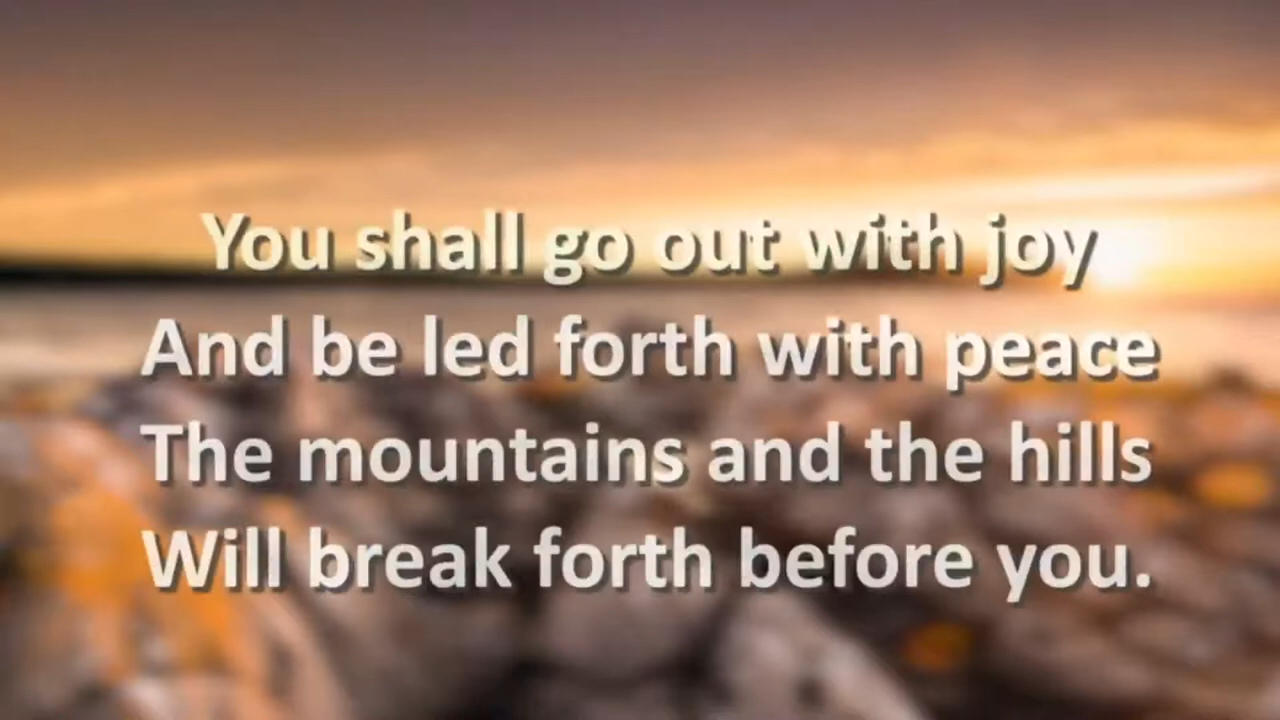 You shall go out with joy
And be led forth with peace
The mountains and the hills
Will break forth before you.